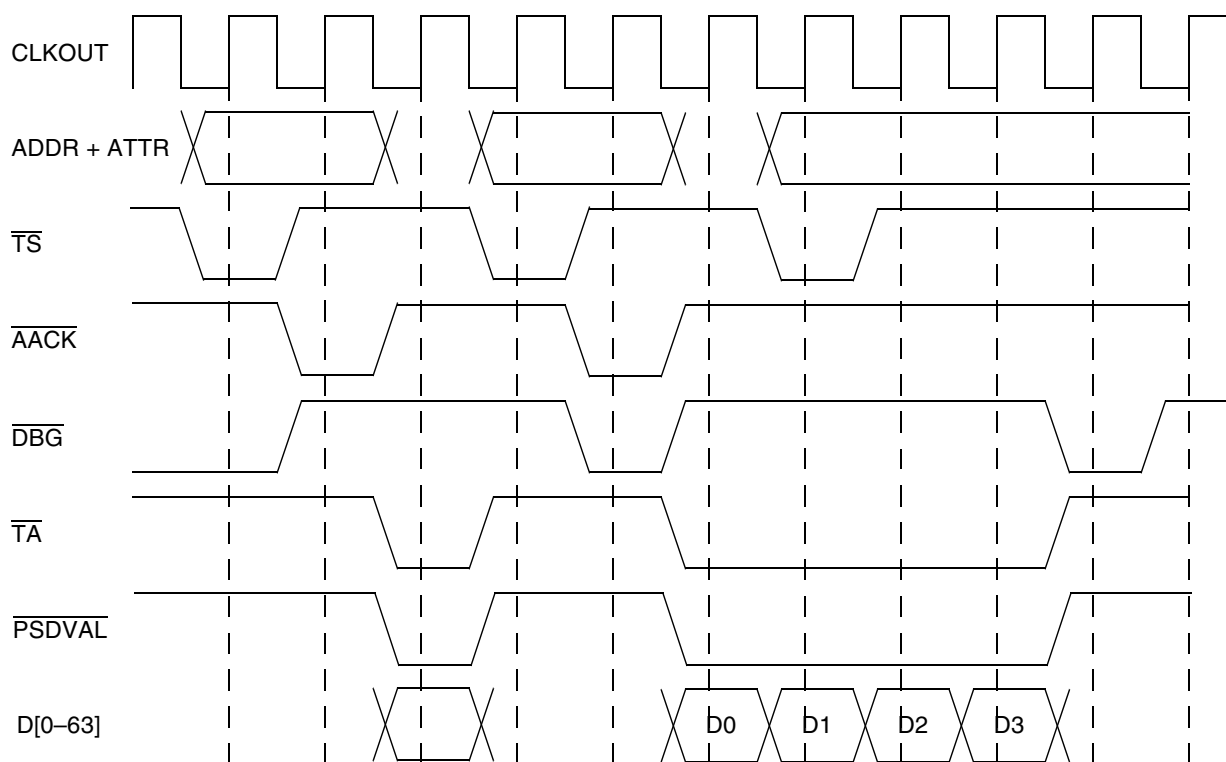 CLKOUT
ADDR + ATTR
TS
AACK
DBG
TA
PSDVAL
D[0–63]
D0 D1 D2 D3